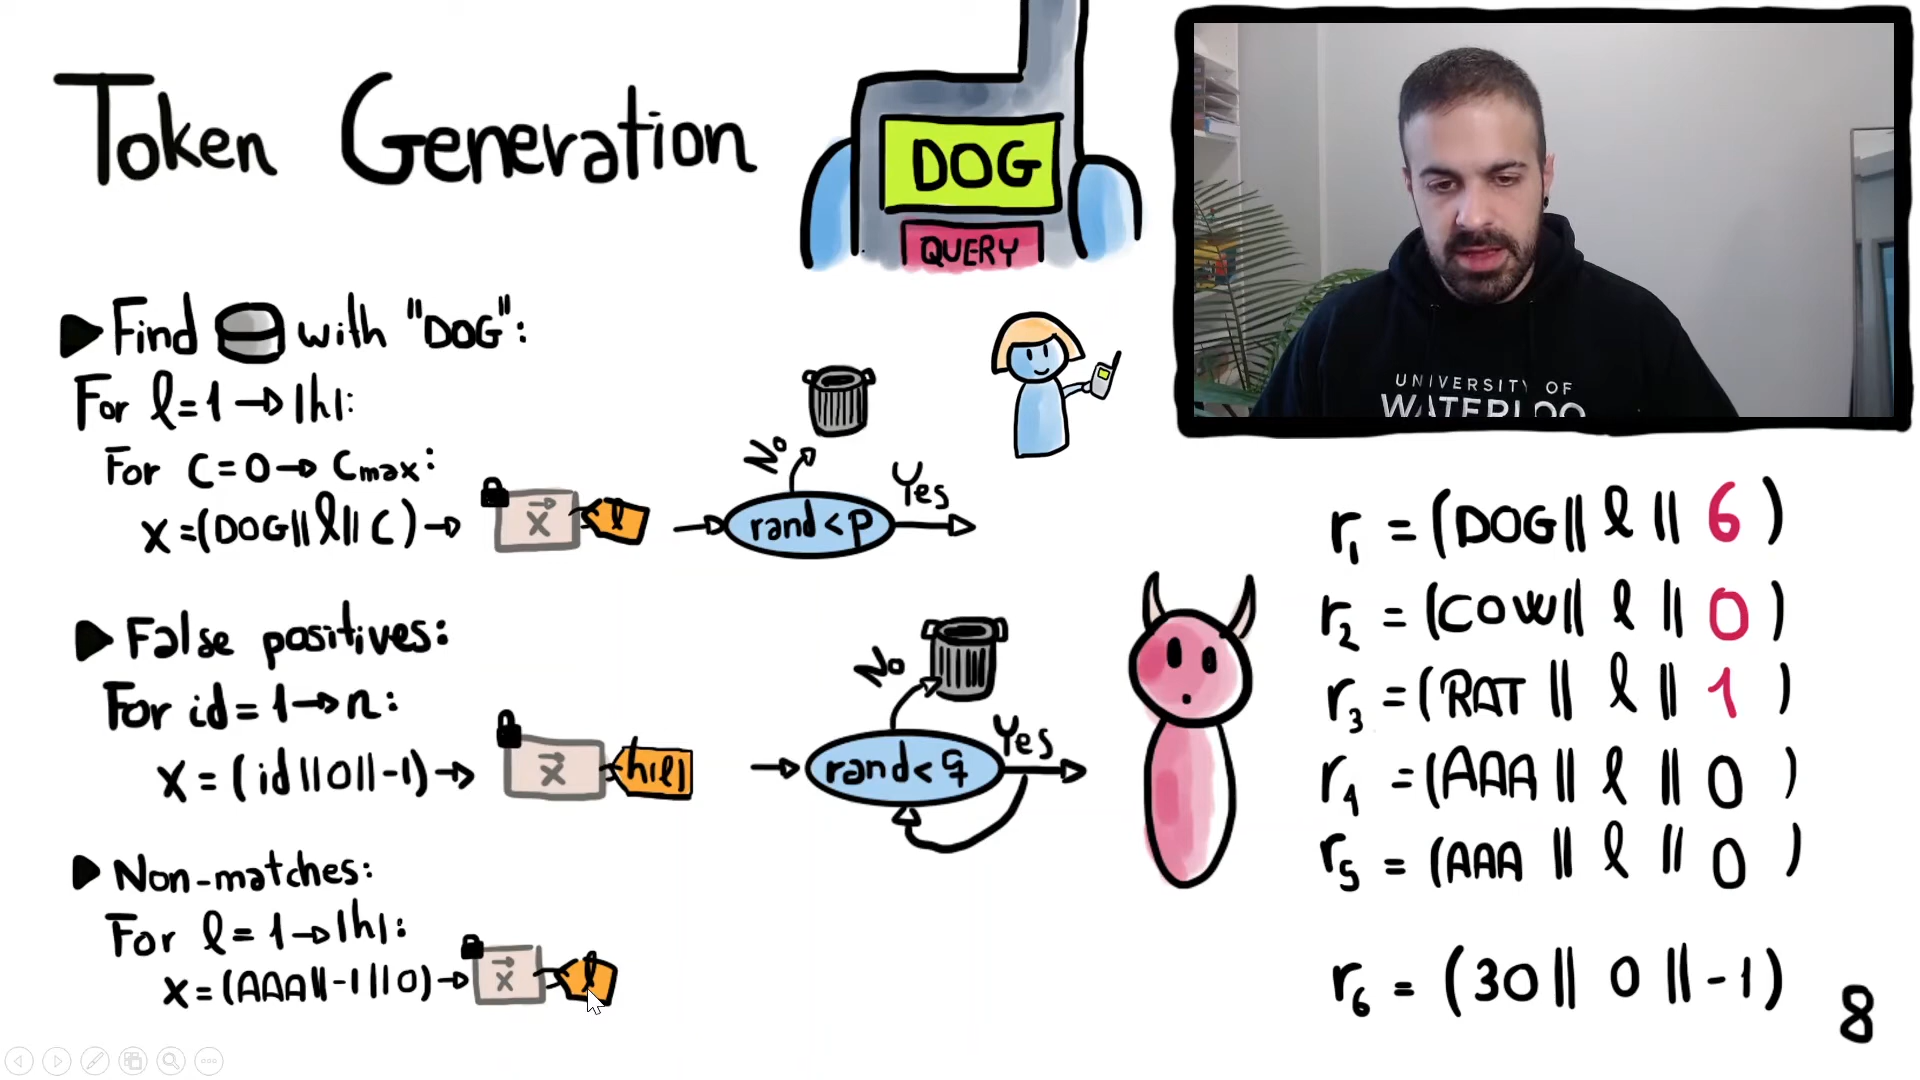 Token Generation
DOG
QUERY
UNIVERSITY OF
WATERLOO
▶ Find with "DOG":
For l=1→|h|:
For C=0→Cmax:
x=(DOG||l||C)→ x⃗ l → rand<p
No
Yes
▶ False positives:
For id=1→n:
x=(id||0||-1)→ x⃗ |h| → rand<q
No
Yes
▶ Non-matches:
For l=1→|h|:
x=(AAA||-1||0)→ x⃗ l
r₁ = (DOG|| l || 6)
r₂ = (COW|| l || 0)
r₃ = (RAT || l || 1)
r₄ = (AAA || l || 0)
r₅ = (AAA || l || 0)
r₆ = (30|| 0 ||-1)
8